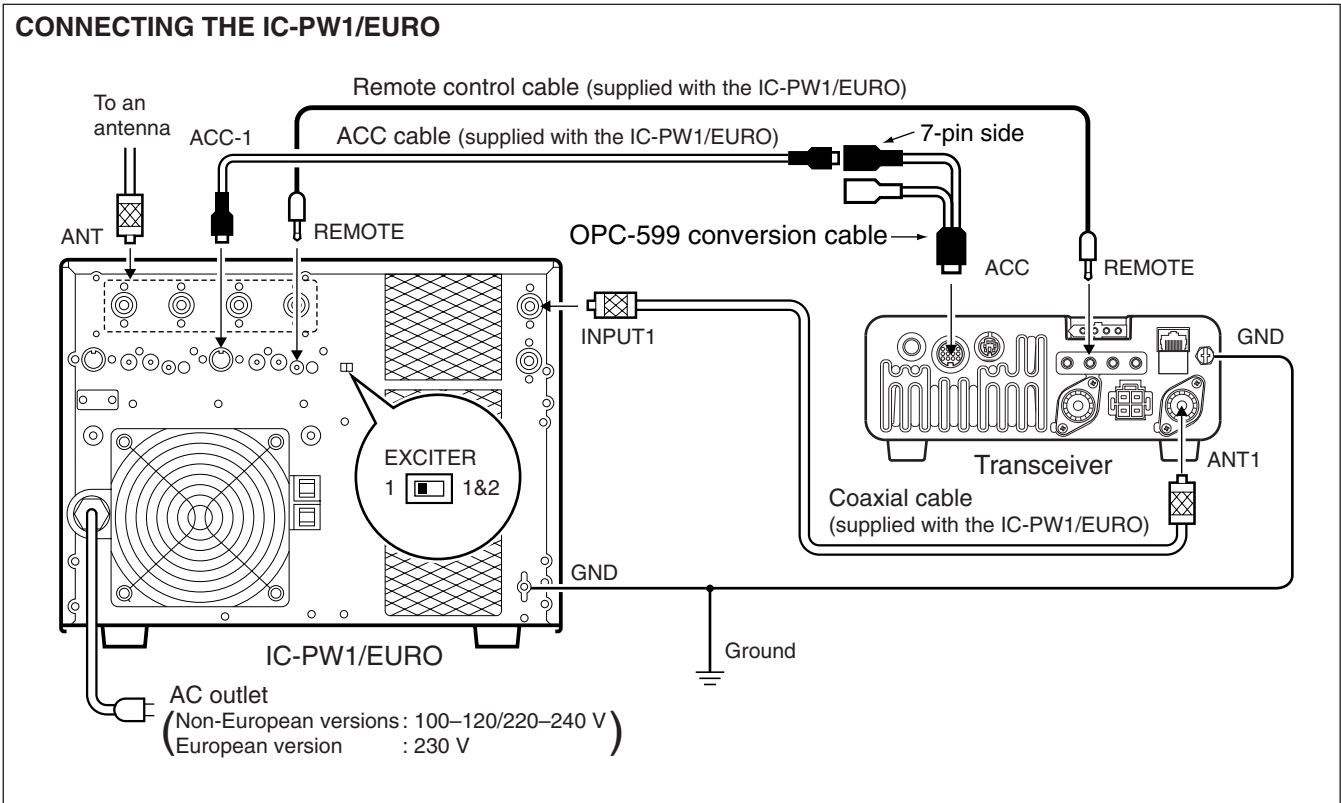 CONNECTING THE IC-PW1/EURO
Remote control cable (supplied with the IC-PW1/EURO)
To an
antenna
ACC-1
ACC cable (supplied with the IC-PW1/EURO)
7-pin side
ANT
REMOTE
OPC-599 conversion cable
ACC
REMOTE
INPUT1
GND
EXCITER
1 1&2
Transceiver
ANT1
Coaxial cable
(supplied with the IC-PW1/EURO)
GND
IC-PW1/EURO
Ground
AC outlet
(Non-European versions : 100–120/220–240 V
European version : 230 V)